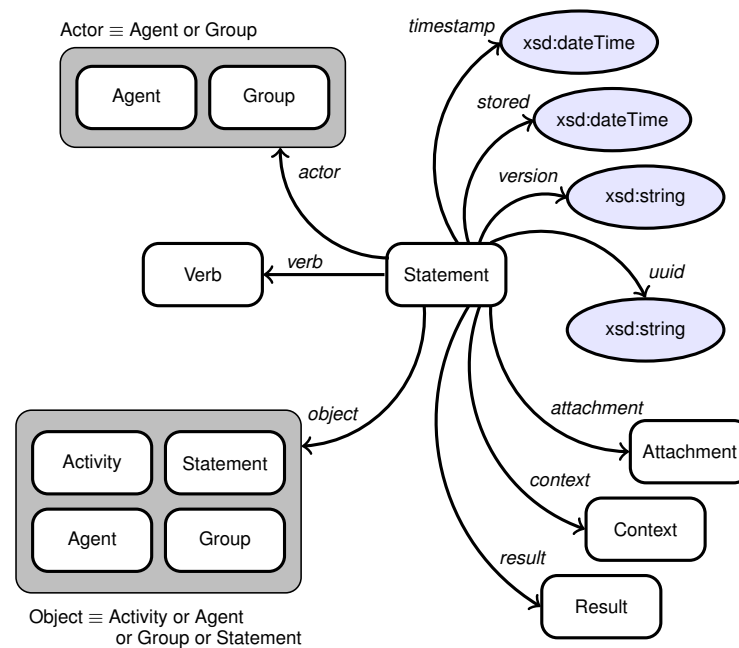 Actor ≡ Agent or Group
Agent
Group
actor
timestamp
xsd:dateTime
stored
xsd:dateTime
version
xsd:string
Verb
verb
Statement
uuid
xsd:string
object
Activity
Statement
Agent
Group
Object ≡ Activity or Agent
or Group or Statement
attachment
Attachment
context
Context
result
Result